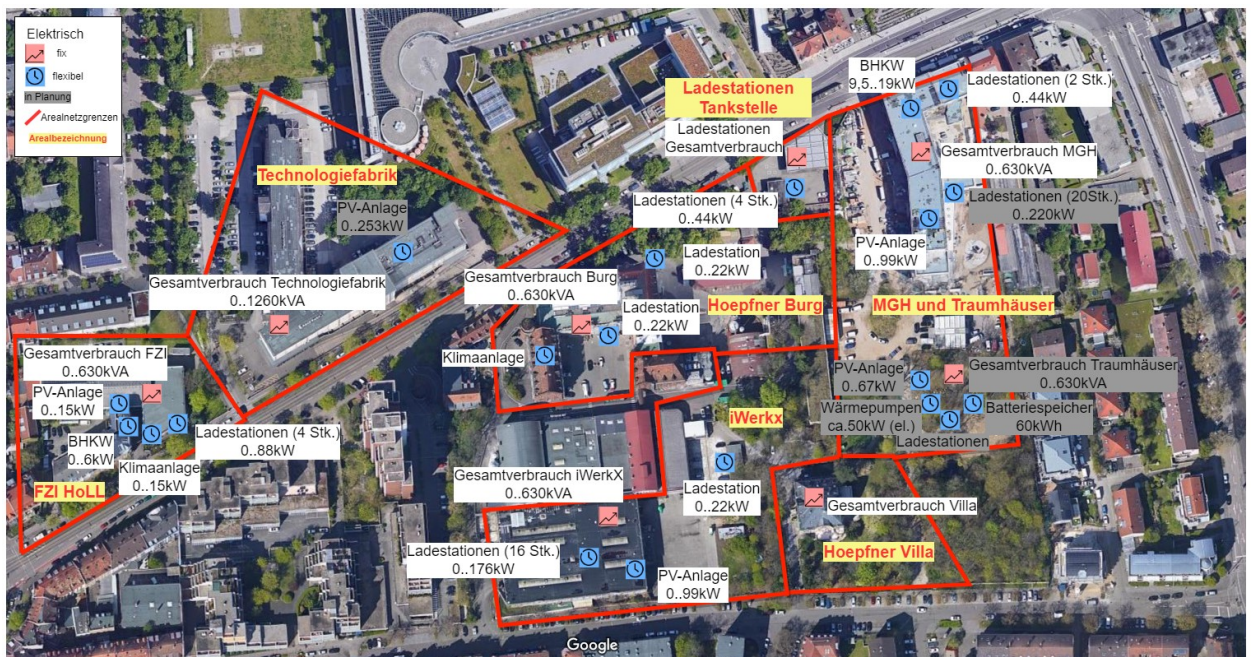 Elektrisch
fix
flexibel
in Planung
Arealnetzgrenzen
Arealbezeichnung
Technologiefabrik
PV-Anlage
0..253kW
Gesamtverbrauch Technologiefabrik
0..1260kVA
Gesamtverbrauch FZI
0..630kVA
PV-Anlage
0..15kW
BHKW
0..6kW
Klimaanlage
0..15kW
Ladestationen (4 Stk.)
0..88kW
FZI HoLL
Ladestationen
Tankstelle
Ladestationen
Gesamtverbrauch
Ladestationen (4 Stk.)
0..44kW
Gesamtverbrauch Burg
0..630kVA
Ladestation
0..22kW
Ladestation
0..22kW
Hoepfner Burg
Klimaanlage
BHKW
9,5..19kW
Ladestationen (2 Stk.)
0..44kW
Gesamtverbrauch MGH
0..630kVA
Ladestationen (20Stk.)
0..220kW
PV-Anlage
0..99kW
MGH und Traumhäuser
PV-Anlage
0..67kW
Gesamtverbrauch Traumhäuser
0..630kVA
Wärmepumpen
ca.50kW (el.)
Batteriespeicher
60kWh
Ladestationen
iWerkx
Gesamtverbrauch iWerkX
0..630kVA
Ladestation
0..22kW
Ladestationen (16 Stk.)
0..176kW
PV-Anlage
0..99kW
Gesamtverbrauch Villa
Hoepfner Villa
Google